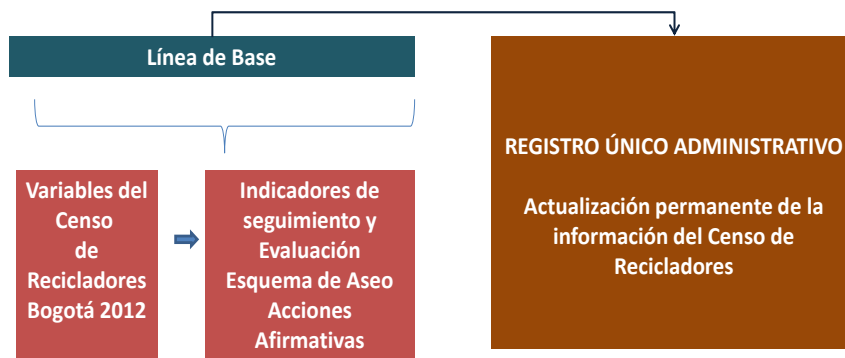 Línea de Base
Variables del
Censo
de
Recicladores
Bogotá 2012
Indicadores de
seguimiento y
Evaluación
Esquema de Aseo
Acciones
Afirmativas
REGISTRO ÚNICO ADMINISTRATIVO
Actualización permanente de la
información del Censo de
Recicladores